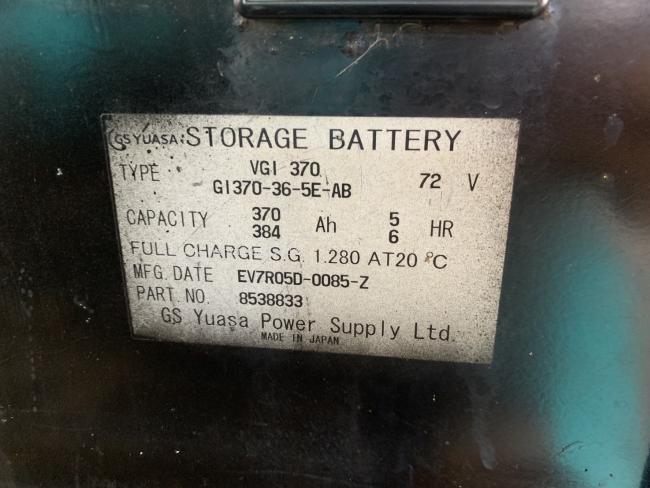 GS YUASA STORAGE BATTERY
TYPE VGI 370 72 V
GI370-36-5E-AB
CAPACITY 370 Ah 5 HR
384 6
FULL CHARGE S.G. 1.280 AT 20 ℃
MFG. DATE EV7R05D-0085-Z
PART NO. 8538833
GS Yuasa Power Supply Ltd.
MADE IN JAPAN